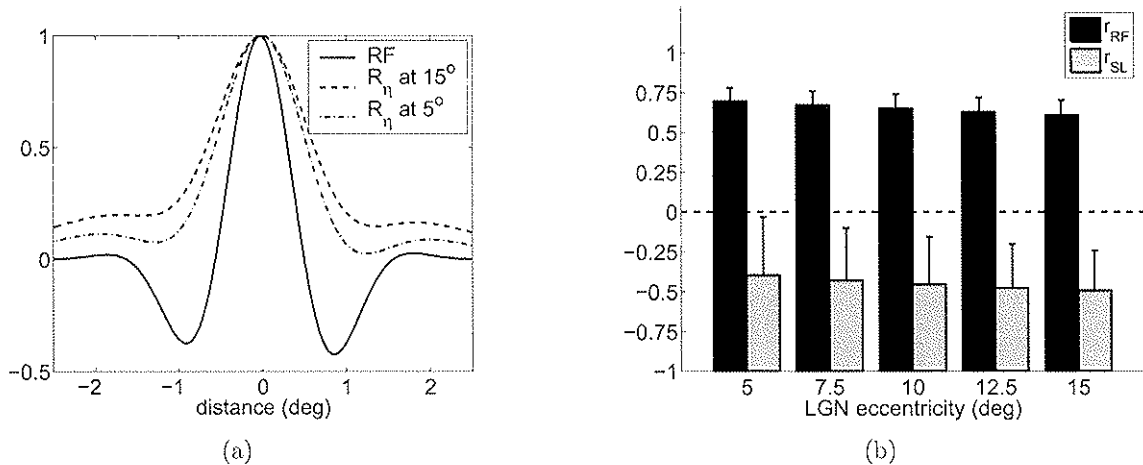 1
0.5
0
−0.5
RF
R_η at 15°
R_η at 5°
−2
−1
0
1
2
distance (deg)
(a)
1
0.75
0.5
0.25
0
−0.25
−0.5
−0.75
−1
r_RF
r_SL
5
7.5
10
12.5
15
LGN eccentricity (deg)
(b)